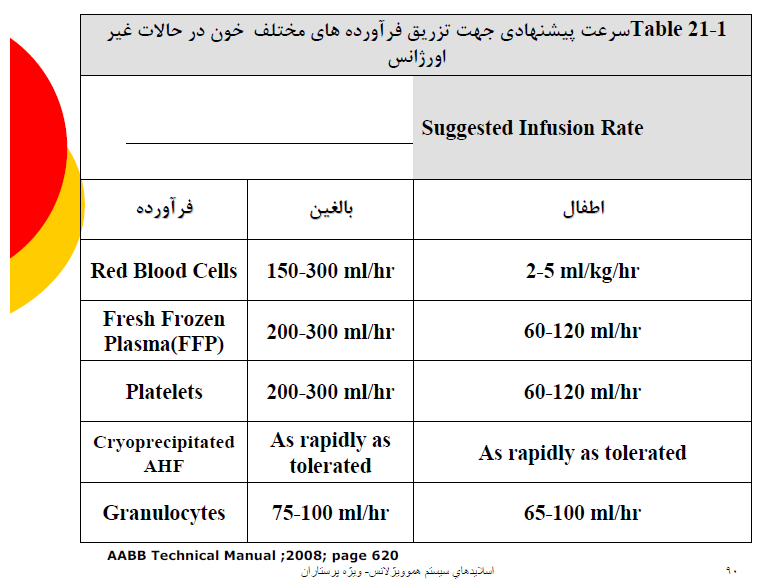 Table 21-1سرعت پیشنهادی جهت تزریق فرآورده های مختلف خون در حالات غیر
اورژانس
Suggested Infusion Rate
فرآورده
بالغین
اطفال
Red Blood Cells
150-300 ml/hr
2-5 ml/kg/hr
Fresh Frozen
Plasma(FFP)
200-300 ml/hr
60-120 ml/hr
Platelets
200-300 ml/hr
60-120 ml/hr
Cryoprecipitated
AHF
As rapidly as
tolerated
As rapidly as tolerated
Granulocytes
75-100 ml/hr
65-100 ml/hr
AABB Technical Manual ;2008; page 620
اسلایدهاي سیستم هموویژلانس- ویژه پرستاران
۹۰